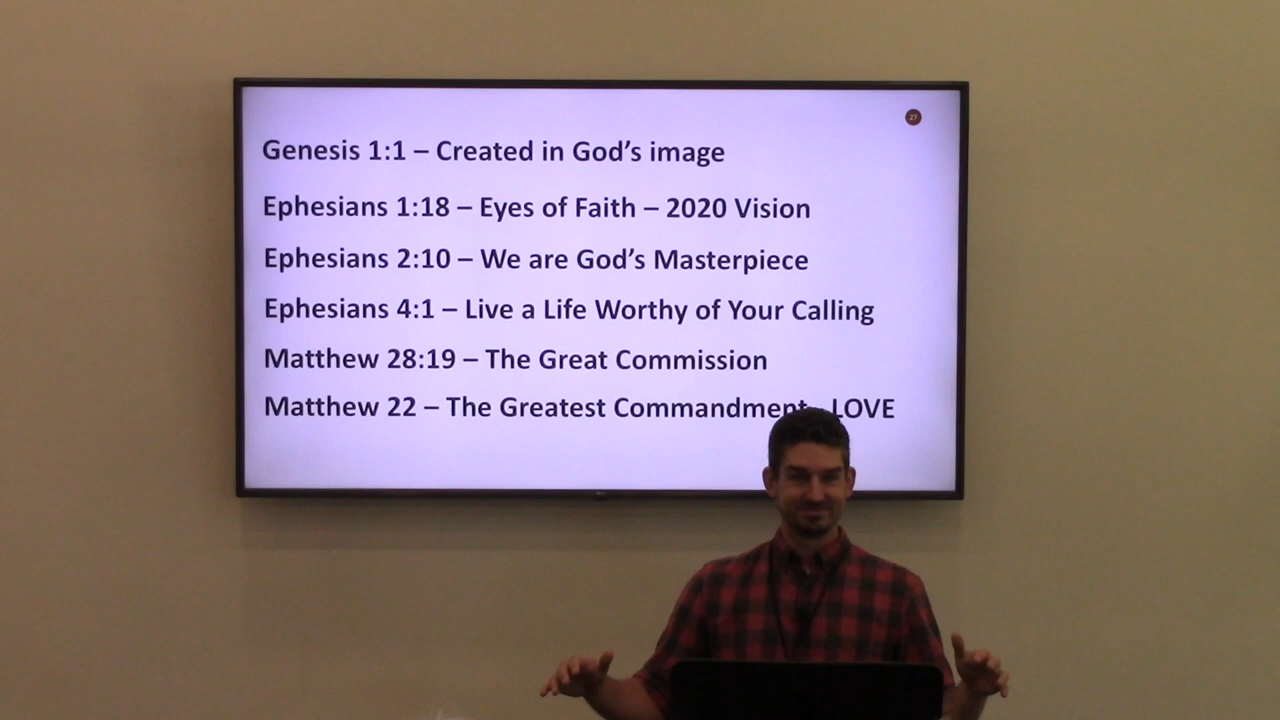 27
Genesis 1:1 – Created in God's image
Ephesians 1:18 – Eyes of Faith – 2020 Vision
Ephesians 2:10 – We are God's Masterpiece
Ephesians 4:1 – Live a Life Worthy of Your Calling
Matthew 28:19 – The Great Commission
Matthew 22 – The Greatest Commandment - LOVE